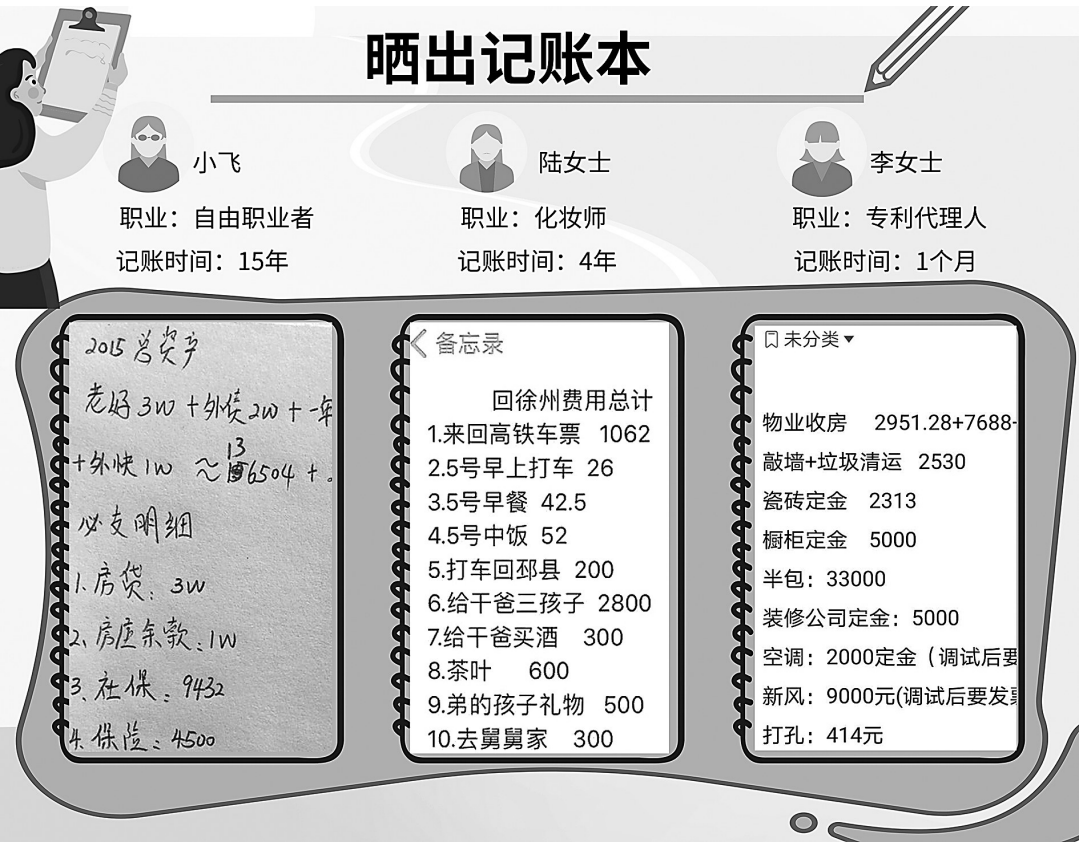 晒出记账本
小飞
职业：自由职业者
记账时间：15年
陆女士
职业：化妆师
记账时间：4年
李女士
职业：专利代理人
记账时间：1个月
2015总资产
老好3W+外债2W+一年
+外快1W ～136504+
必支明细
1.房贷：3W
2、房屋余款：1W
3、社保：9432
4.保险：4500
备忘录
回徐州费用总计
1.来回高铁车票 1062
2.5号早上打车 26
3.5号早餐 42.5
4.5号中饭 52
5.打车回邳县 200
6.给干爸三孩子 2800
7.给干爸买酒 300
8.茶叶 600
9.弟的孩子礼物 500
10.去舅舅家 300
未分类
物业收房 2951.28+7688
敲墙+垃圾清运 2530
瓷砖定金 2313
橱柜定金 5000
半包：33000
装修公司定金：5000
空调：2000定金（调试后要
新风：9000元(调试后要发票
打孔：414元